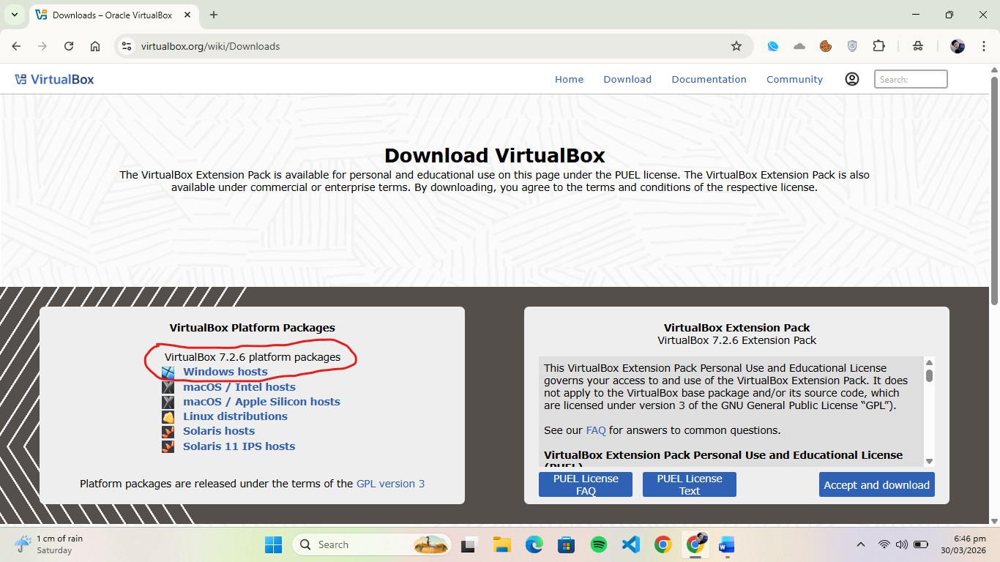 Downloads – Oracle VirtualBox
virtualbox.org/wiki/Downloads
VirtualBox
Home
Download
Documentation
Community
Search:
Download VirtualBox
The VirtualBox Extension Pack is available for personal and educational use on this page under the PUEL license. The VirtualBox Extension Pack is also
available under commercial or enterprise terms. By downloading, you agree to the terms and conditions of the respective license.
VirtualBox Platform Packages
VirtualBox 7.2.6 platform packages
Windows hosts
macOS / Intel hosts
macOS / Apple Silicon hosts
Linux distributions
Solaris hosts
Solaris 11 IPS hosts
Platform packages are released under the terms of the GPL version 3
VirtualBox Extension Pack
VirtualBox 7.2.6 Extension Pack
This VirtualBox Extension Pack Personal Use and Educational License
governs your access to and use of the VirtualBox Extension Pack. It does
not apply to the VirtualBox base package and/or its source code, which
are licensed under version 3 of the GNU General Public License “GPL”).
See our FAQ for answers to common questions.
VirtualBox Extension Pack Personal Use and Educational License
(PUEL)
PUEL License
FAQ
PUEL License
Text
Accept and download
1 cm of rain
Saturday
Search
6:46 pm
30/03/2026